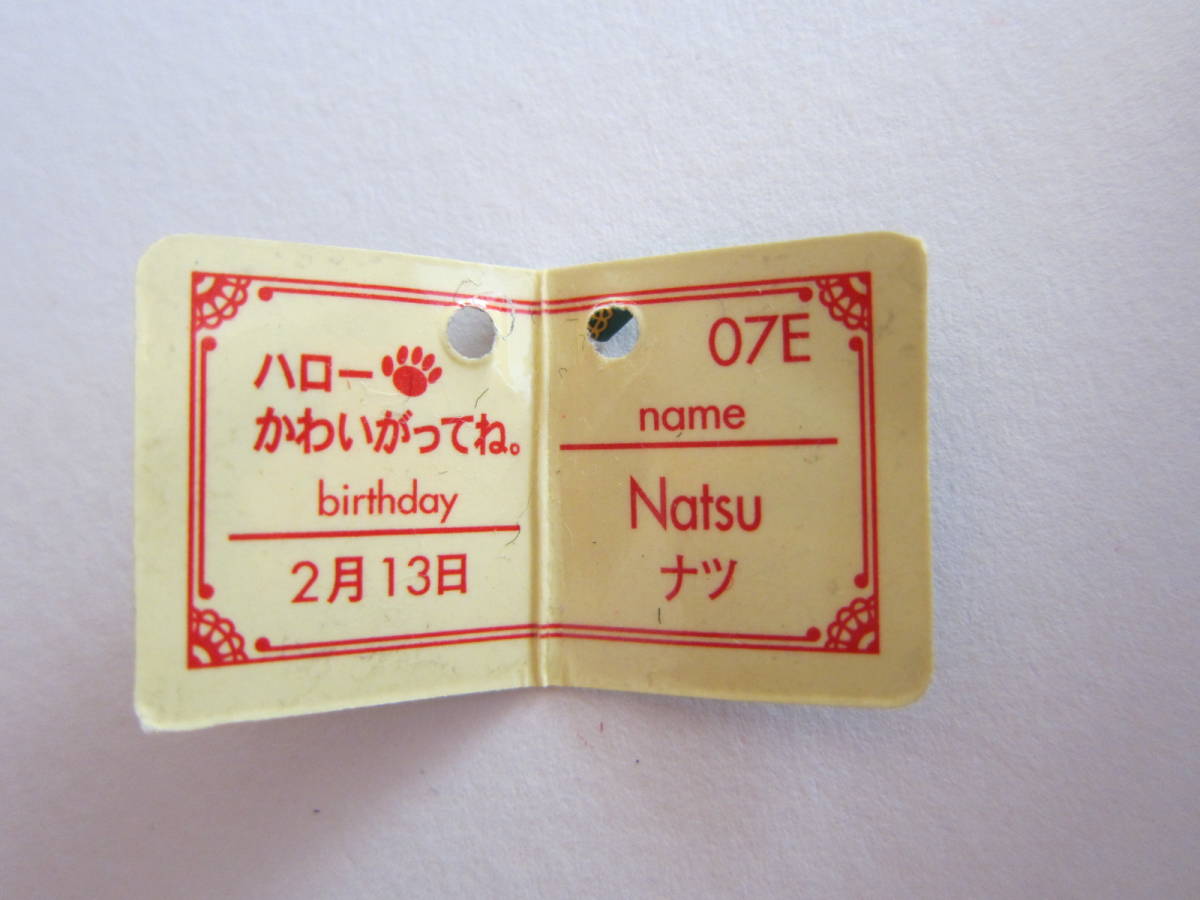 ハロー
かわいがってね。
birthday
2月13日
07E
name
Natsu
ナツ